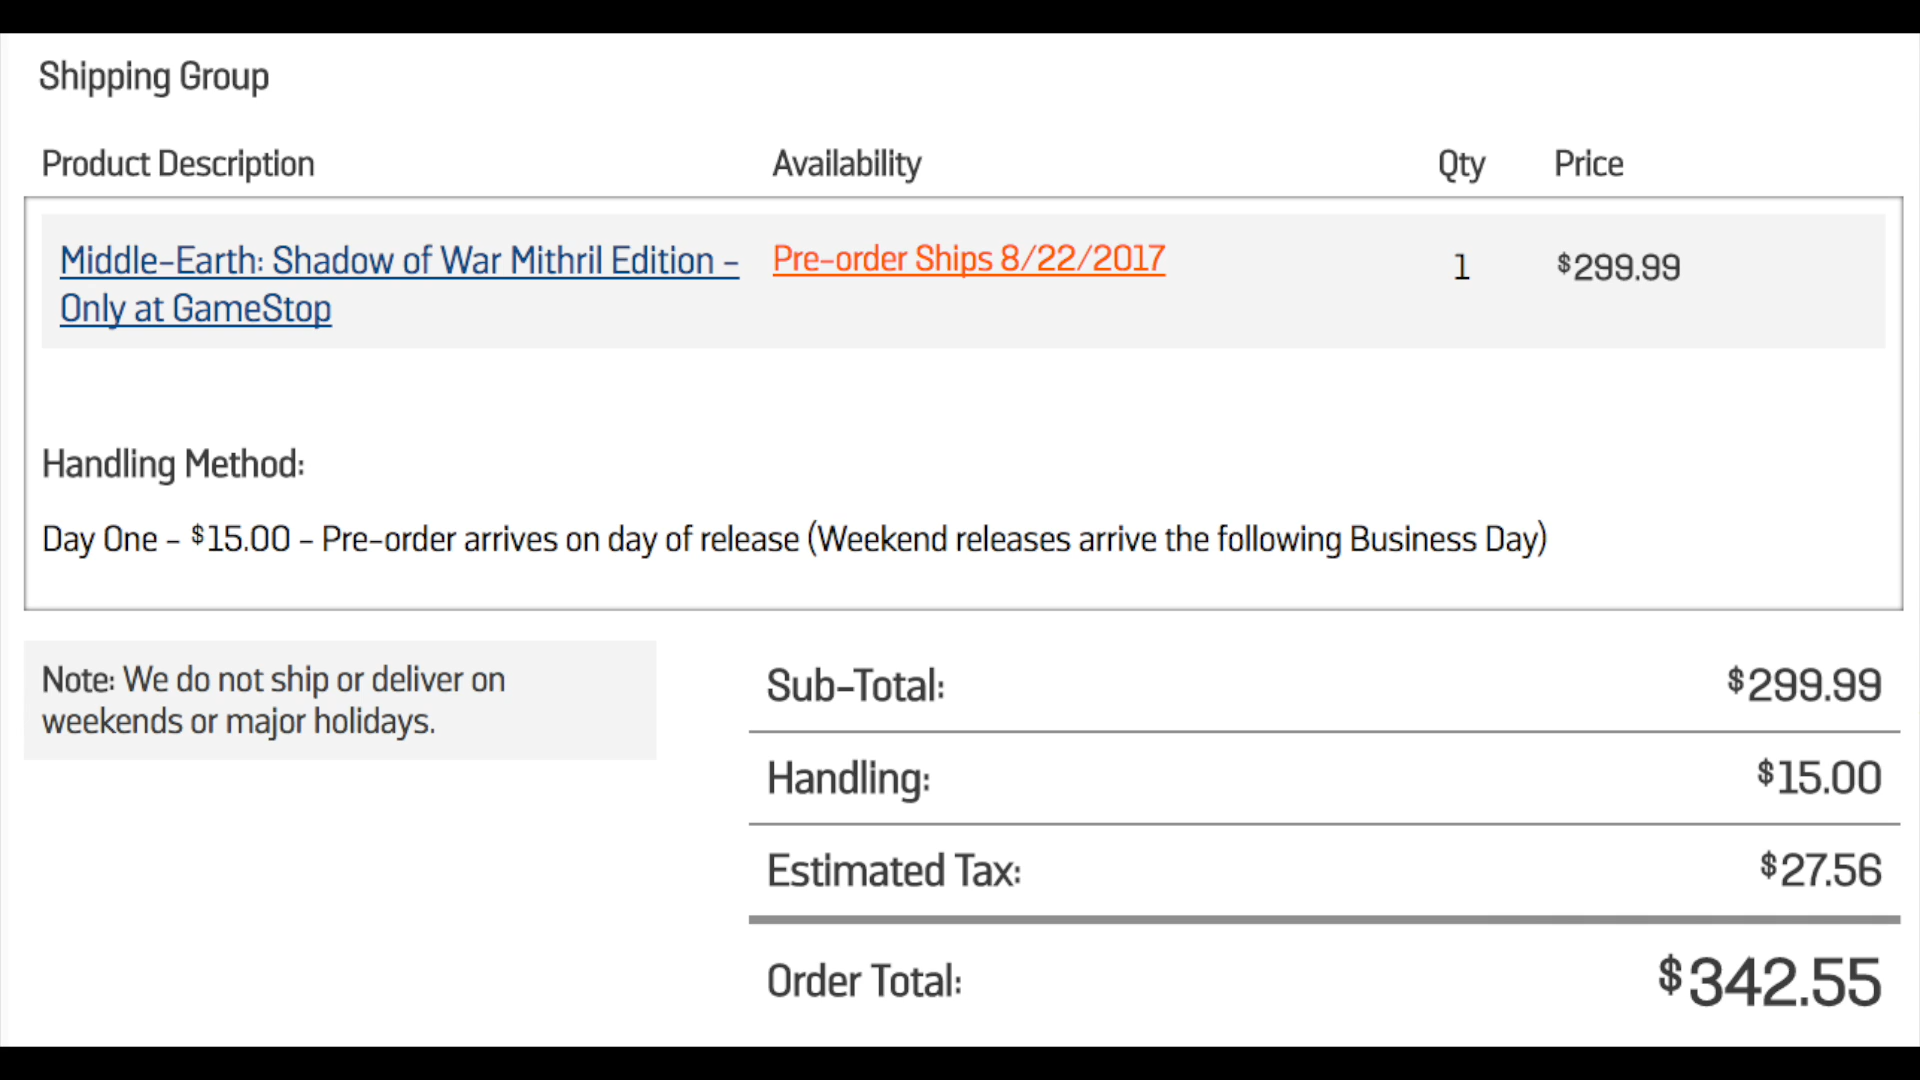 Shipping Group
Product Description Availability Qty Price
Middle-Earth: Shadow of War Mithril Edition - Pre-order Ships 8/22/2017 1 $299.99
Only at GameStop
Handling Method:
Day One - $15.00 - Pre-order arrives on day of release (Weekend releases arrive the following Business Day)
Note: We do not ship or deliver on
weekends or major holidays.
Sub-Total: $299.99
Handling: $15.00
Estimated Tax: $27.56
Order Total: $342.55